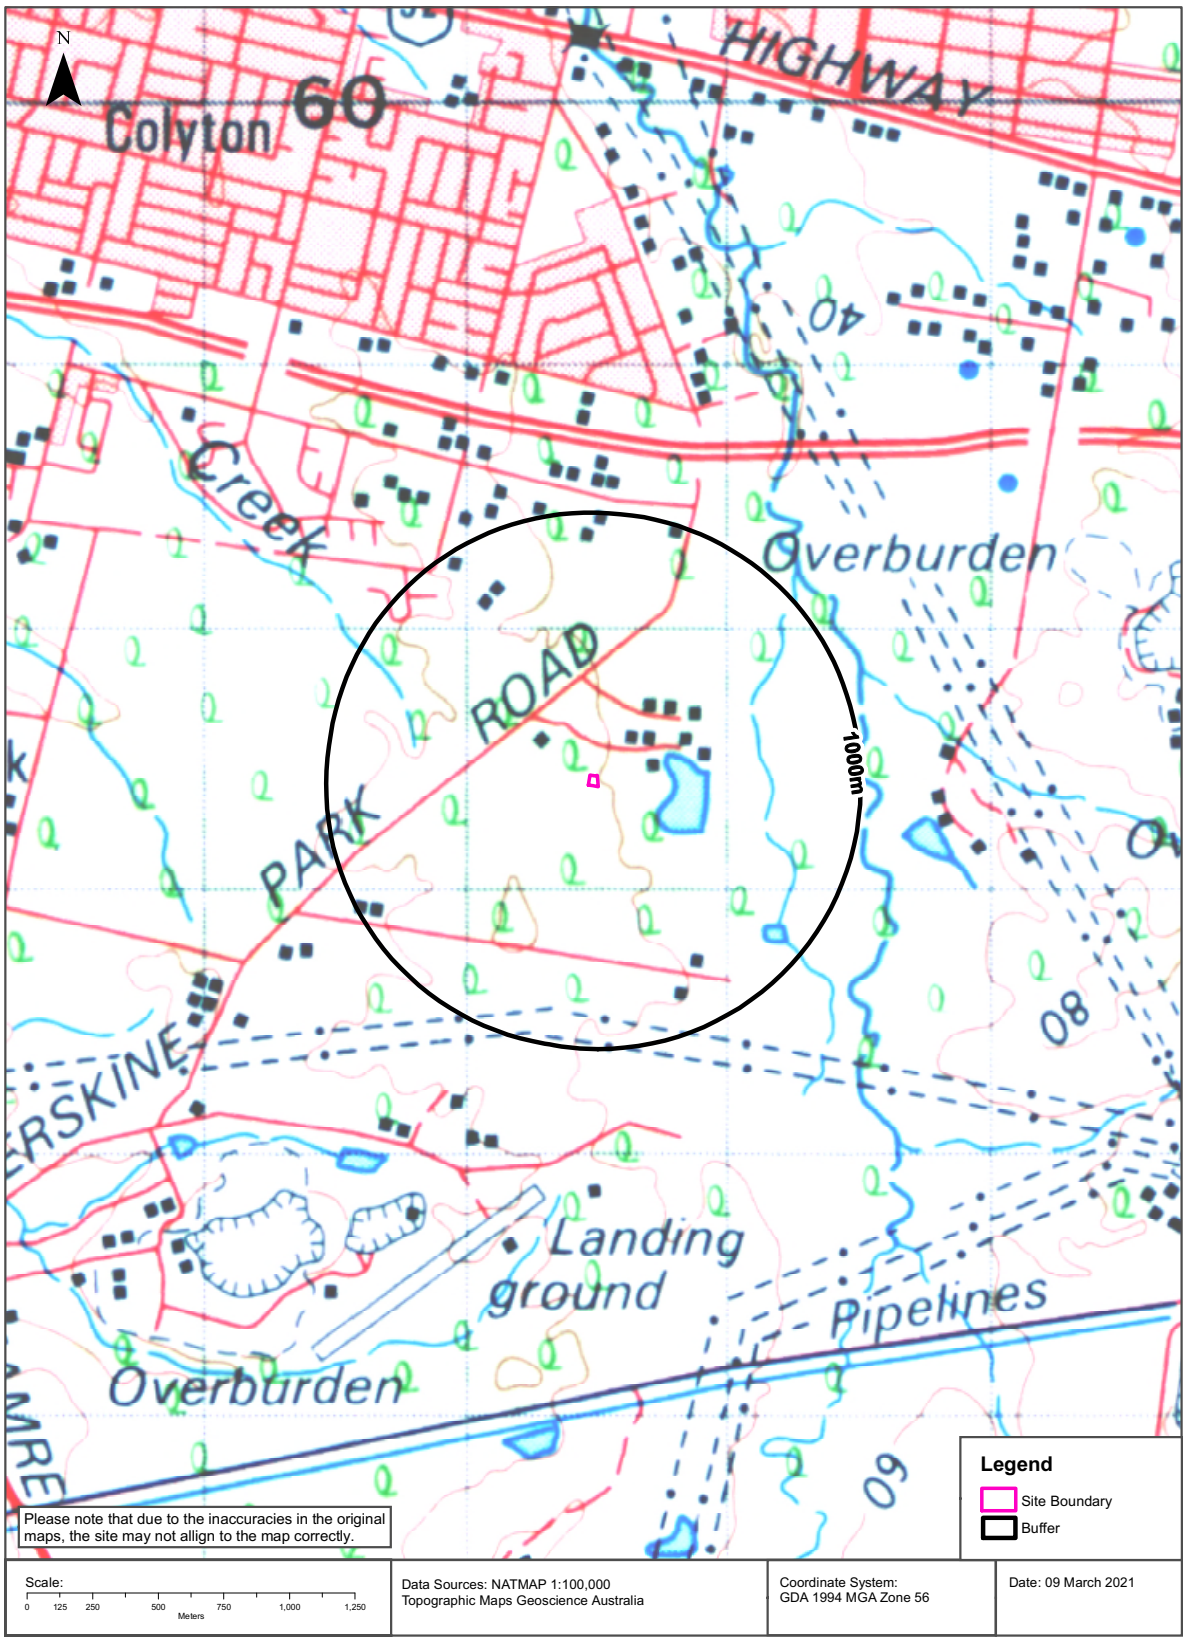 N
HIGHWAY
60
Colyton
40
Creek
Overburden
ROAD
1000m
PARK
80
ERSKINE
Landing
ground
Pipelines
Overburden
60
Legend
Site Boundary
Buffer
Please note that due to the inaccuracies in the original
maps, the site may not allign to the map correctly.
Scale:
0 125 250 500 750 1,000 1,250
Meters
Data Sources: NATMAP 1:100,000
Topographic Maps Geoscience Australia
Coordinate System:
GDA 1994 MGA Zone 56
Date: 09 March 2021